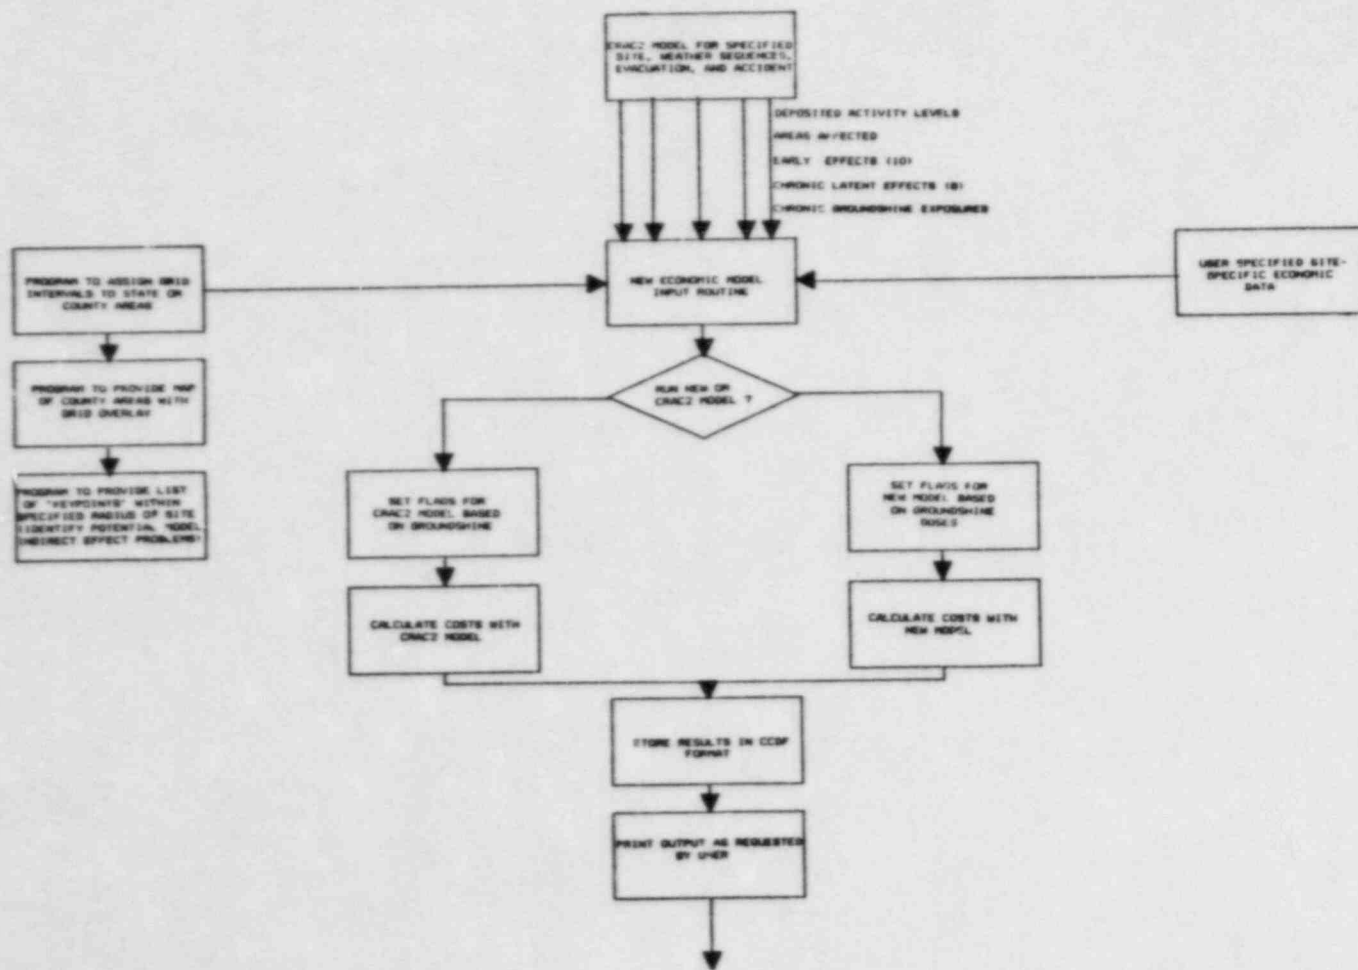 CRAC2 MODEL FOR SPECIFIED
SITE, WEATHER SEQUENCES,
EVACUATION, AND ACCIDENT
DEPOSITED ACTIVITY LEVELS
AREAS AFFECTED
EARLY EFFECTS (10)
CHRONIC LATENT EFFECTS (8)
CHRONIC GROUNDSHINE EXPOSURES
PROGRAM TO ASSIGN GRID
INTERVALS TO STATE OR
COUNTY AREAS
NEW ECONOMIC MODEL
INPUT ROUTINE
USER SPECIFIED SITE-
SPECIFIC ECONOMIC
DATA
PROGRAM TO PROVIDE MAP
OF COUNTY AREAS WITH
GRID OVERLAY
RUN NEW OR
CRAC2 MODEL ?
PROGRAM TO PROVIDE LIST
OF "KEYPOINTS" WITHIN
SPECIFIED RADIUS OF SITE
(IDENTIFY POTENTIAL MODEL
INDIRECT EFFECT PROBLEMS)
SET FLAGS FOR
CRAC2 MODEL BASED
ON GROUNDSHINE
SET FLAGS FOR
NEW MODEL BASED
ON GROUNDSHINE
DOSES
CALCULATE COSTS WITH
CRAC2 MODEL
CALCULATE COSTS WITH
NEW MODEL
STORE RESULTS IN CCDF
FORMAT
PRINT OUTPUT AS REQUESTED
BY USER